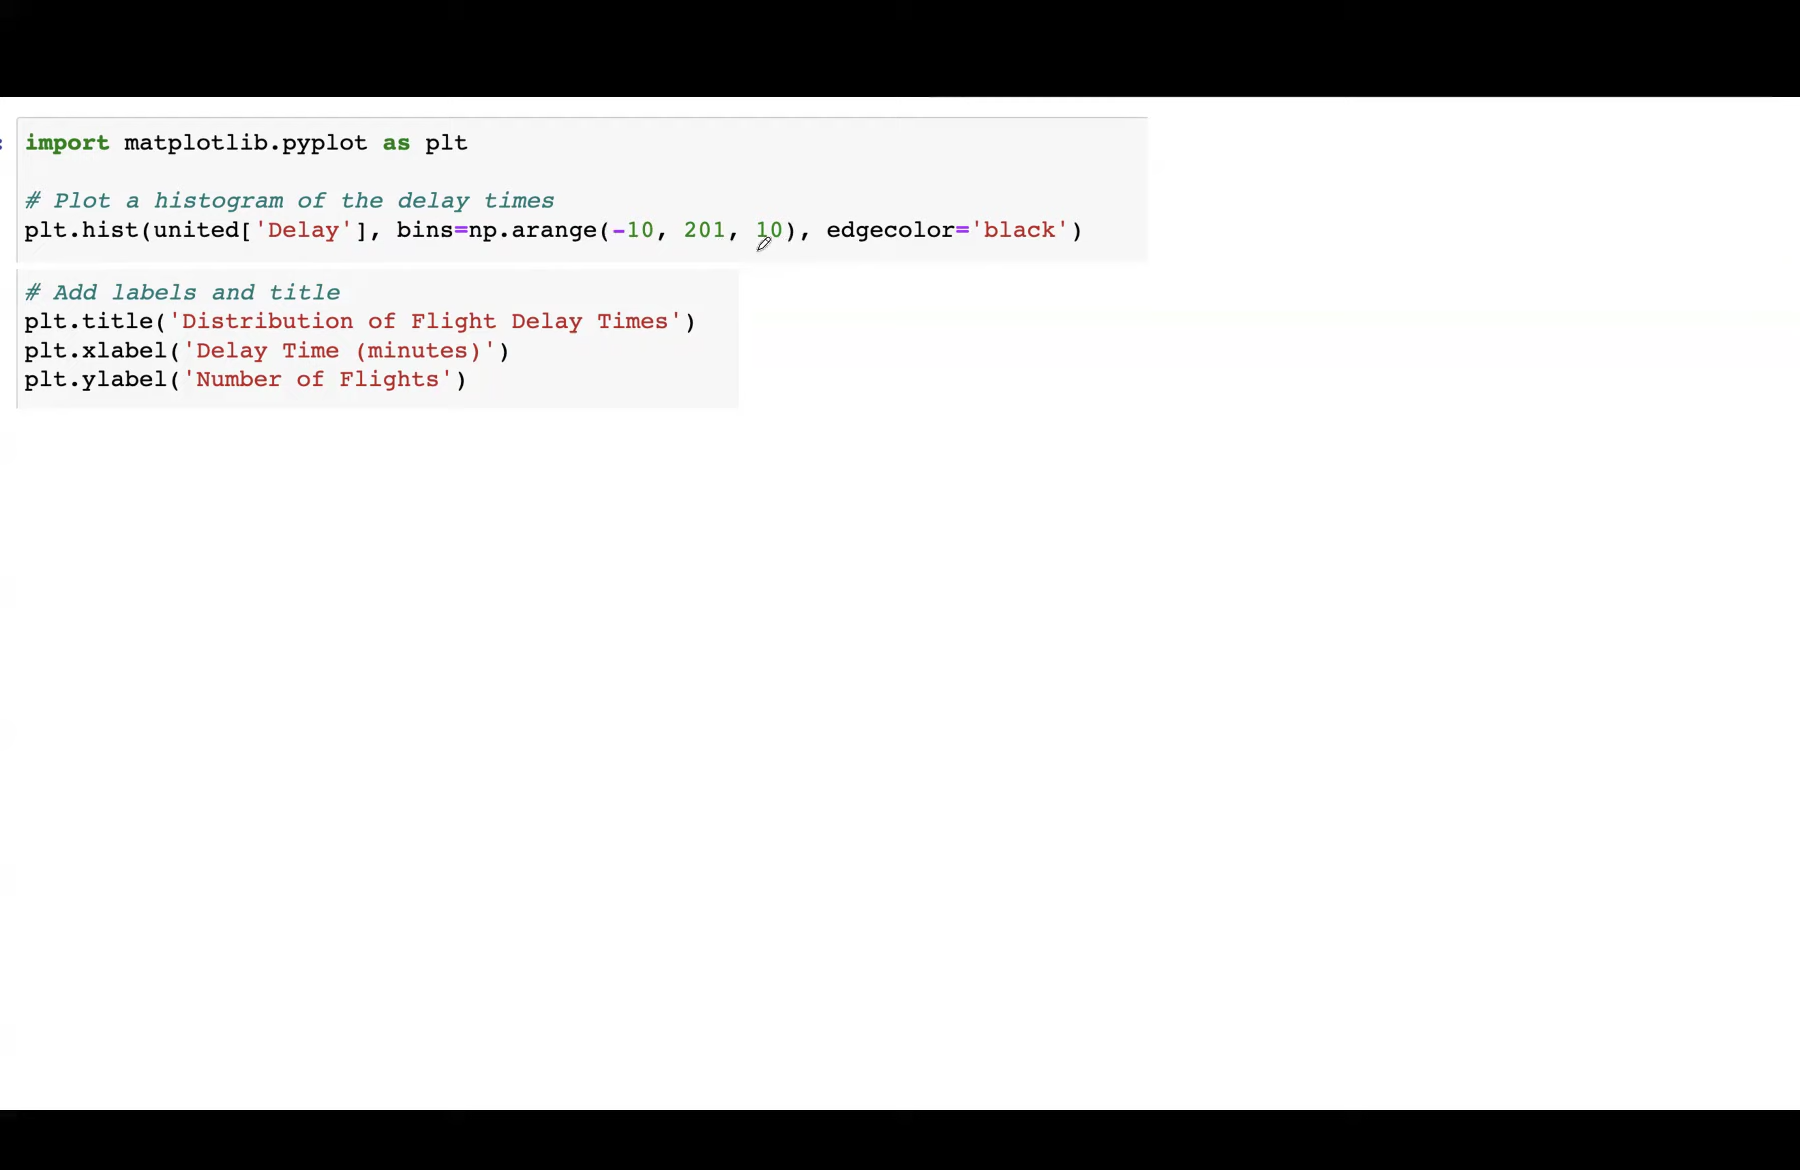 import matplotlib.pyplot as plt
# Plot a histogram of the delay times
plt.hist(united['Delay'], bins=np.arange(-10, 201, 10), edgecolor='black')
# Add labels and title
plt.title('Distribution of Flight Delay Times')
plt.xlabel('Delay Time (minutes)')
plt.ylabel('Number of Flights')